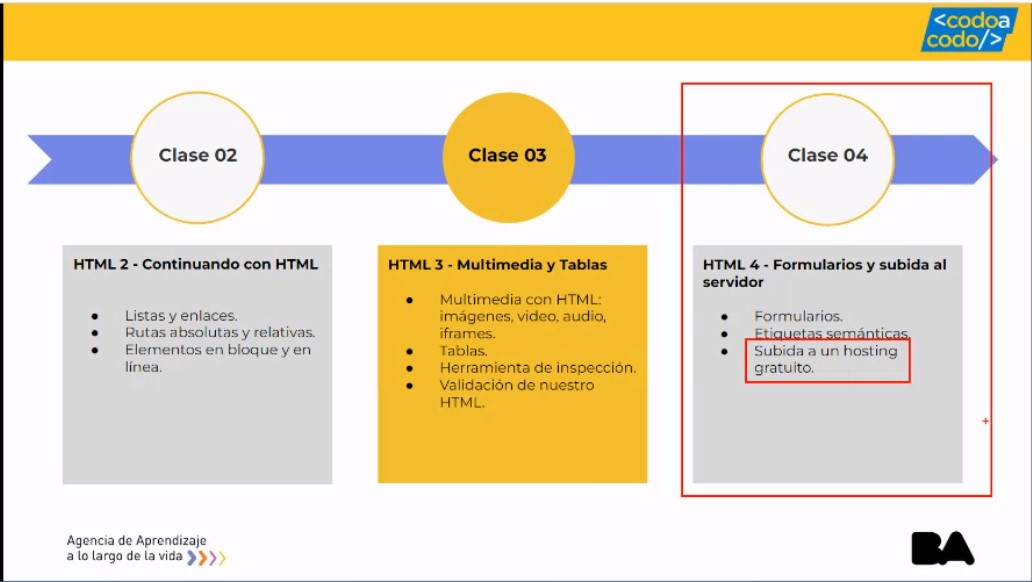 <codoa
codo/>
Clase 02
Clase 03
Clase 04
HTML 2 - Continuando con HTML
● Listas y enlaces.
● Rutas absolutas y relativas.
● Elementos en bloque y en
línea.
HTML 3 - Multimedia y Tablas
● Multimedia con HTML:
imágenes, video, audio,
iframes.
● Tablas.
● Herramienta de inspección.
● Validación de nuestro
HTML.
HTML 4 - Formularios y subida al
servidor
● Formularios.
● Etiquetas semánticas.
● Subida a un hosting
gratuito.
Agencia de Aprendizaje
a lo largo de la vida
BA